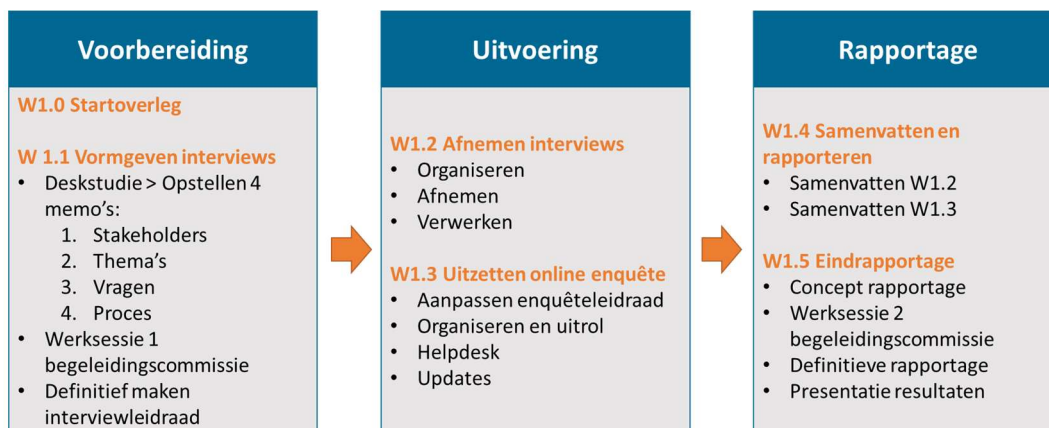 Voorbereiding
W1.0 Startoverleg
W 1.1 Vormgeven interviews
• Deskstudie > Opstellen 4
memo's:
1. Stakeholders
2. Thema's
3. Vragen
4. Proces
• Werksessie 1
begeleidingscommissie
• Definitief maken
interviewleidraad
Uitvoering
W1.2 Afnemen interviews
• Organiseren
• Afnemen
• Verwerken
W1.3 Uitzetten online enquête
• Aanpassen enquêteleidraad
• Organiseren en uitrol
• Helpdesk
• Updates
Rapportage
W1.4 Samenvatten en
rapporteren
• Samenvatten W1.2
• Samenvatten W1.3
W1.5 Eindrapportage
• Concept rapportage
• Werksessie 2
begeleidingscommissie
• Definitieve rapportage
• Presentatie resultaten